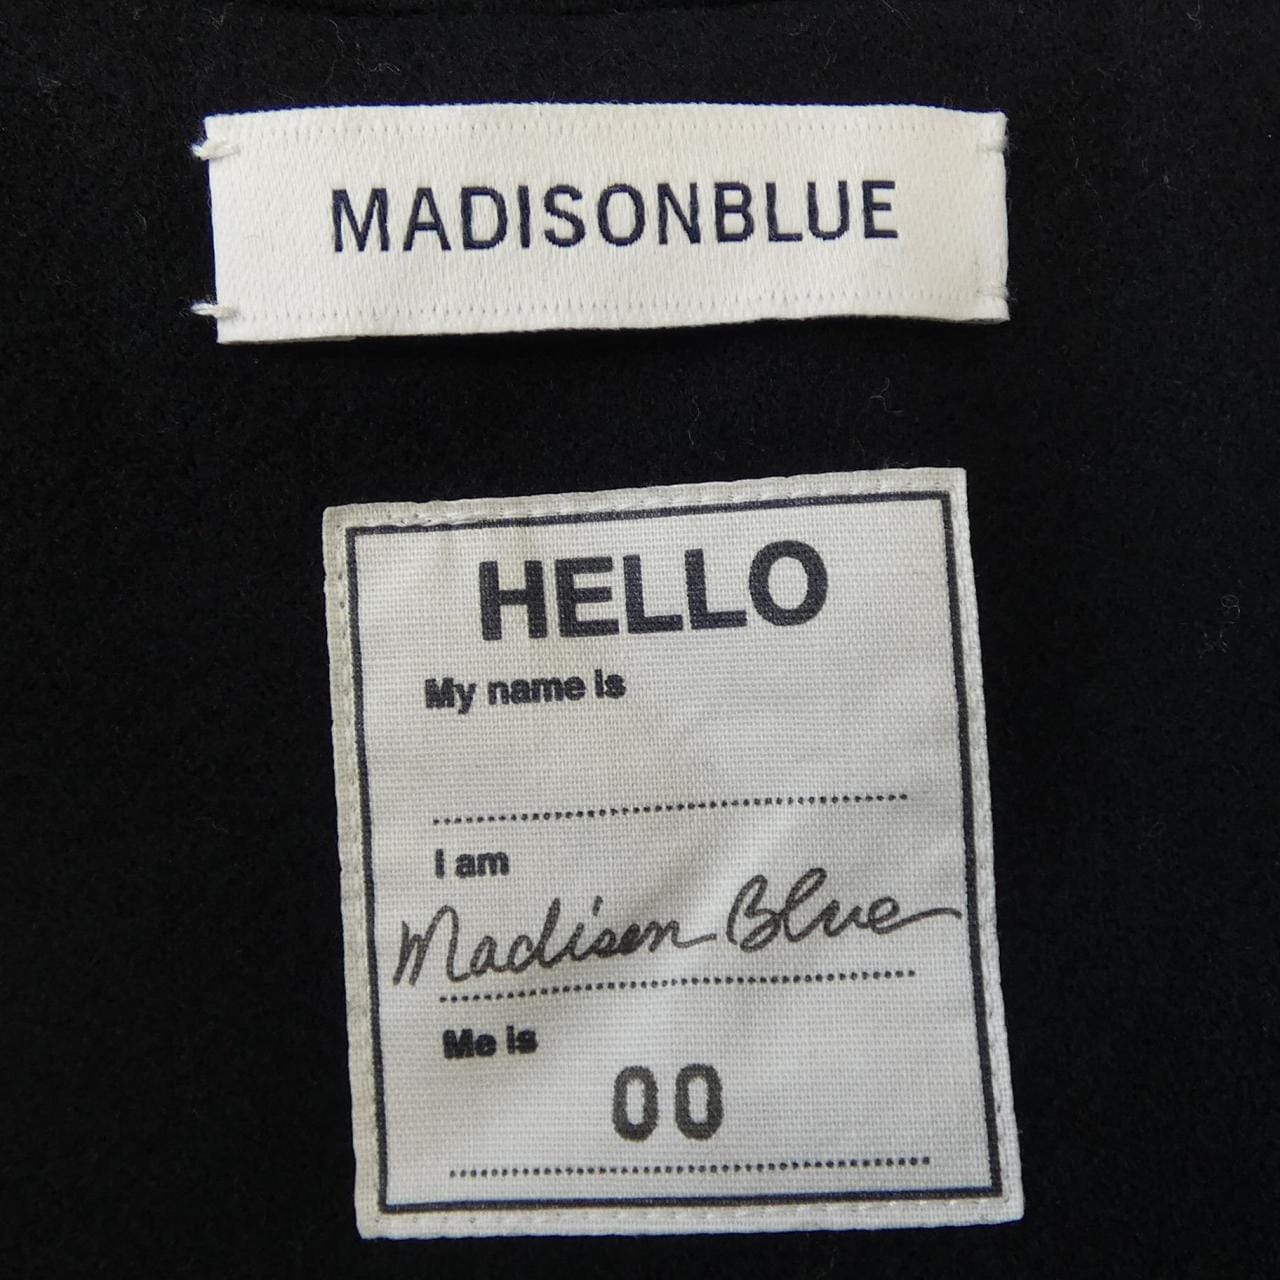 MADISONBLUE
HELLO
My name is
I am
Madison Blue
Me is
00